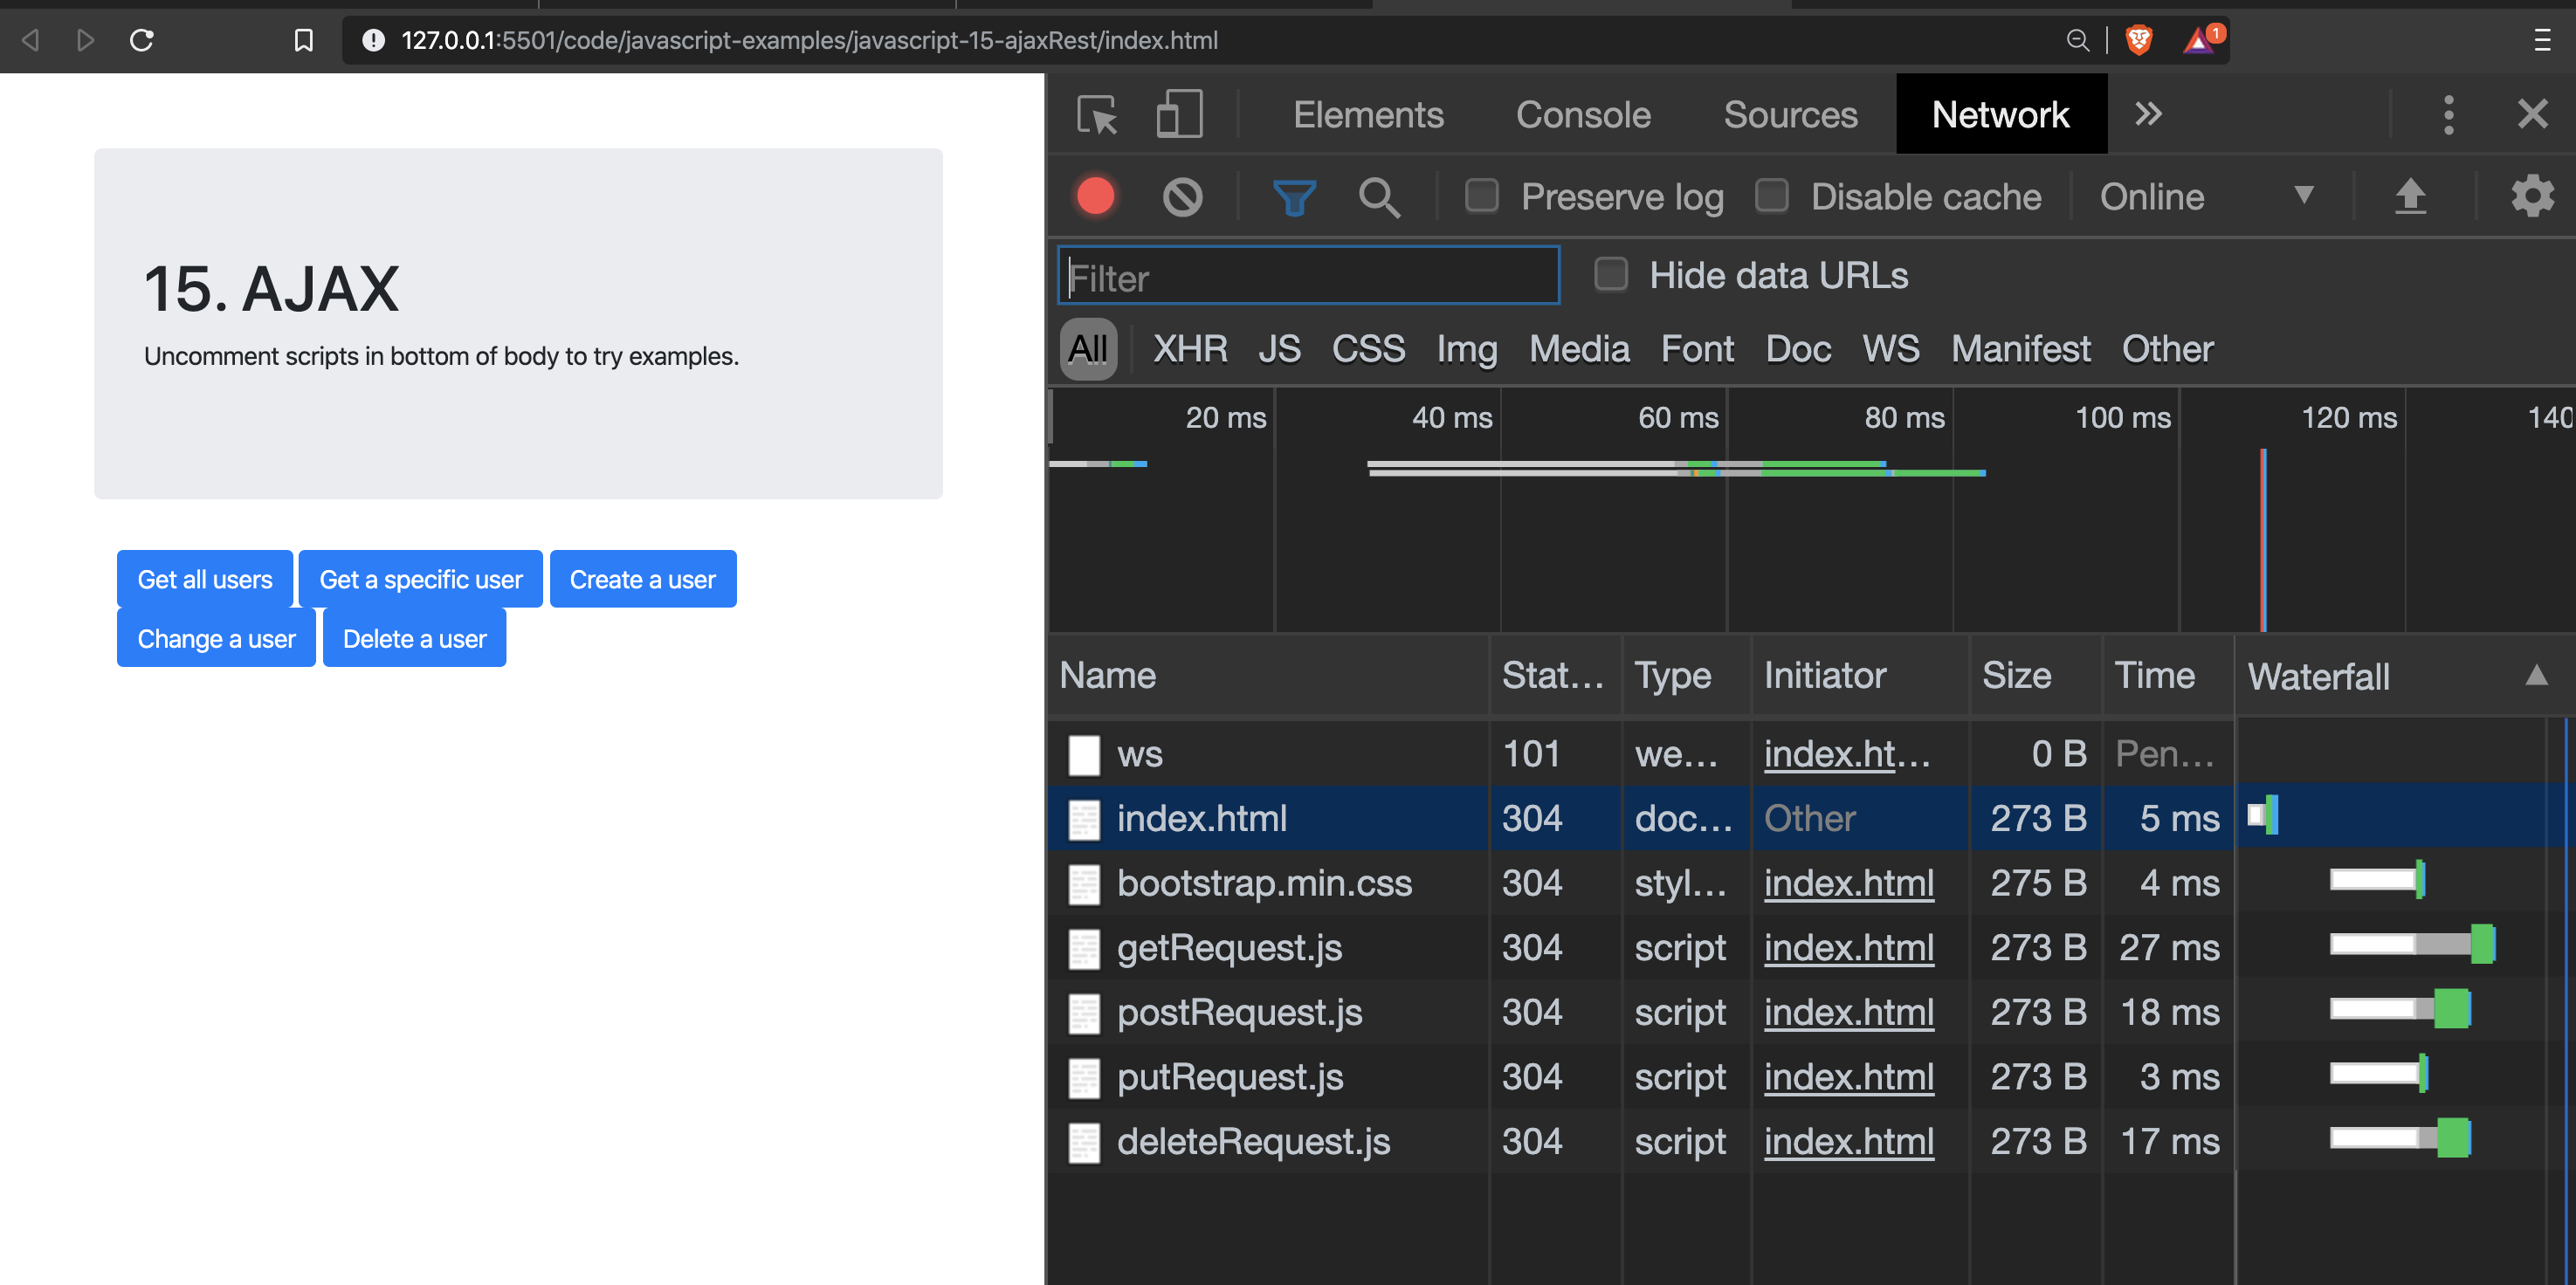 127.0.0.1:5501/code/javascript-examples/javascript-15-ajaxRest/index.html
1
15. AJAX
Uncomment scripts in bottom of body to try examples.
Get all users Get a specific user Create a user
Change a user Delete a user
Elements Console Sources Network
Preserve log Disable cache Online
Filter Hide data URLs
All XHR JS CSS Img Media Font Doc WS Manifest Other
20 ms 40 ms 60 ms 80 ms 100 ms 120 ms 140
Name Stat… Type Initiator Size Time Waterfall
ws 101 we… index.ht… 0 B Pen…
index.html 304 doc… Other 273 B 5 ms
bootstrap.min.css 304 styl… index.html 275 B 4 ms
getRequest.js 304 script index.html 273 B 27 ms
postRequest.js 304 script index.html 273 B 18 ms
putRequest.js 304 script index.html 273 B 3 ms
deleteRequest.js 304 script index.html 273 B 17 ms